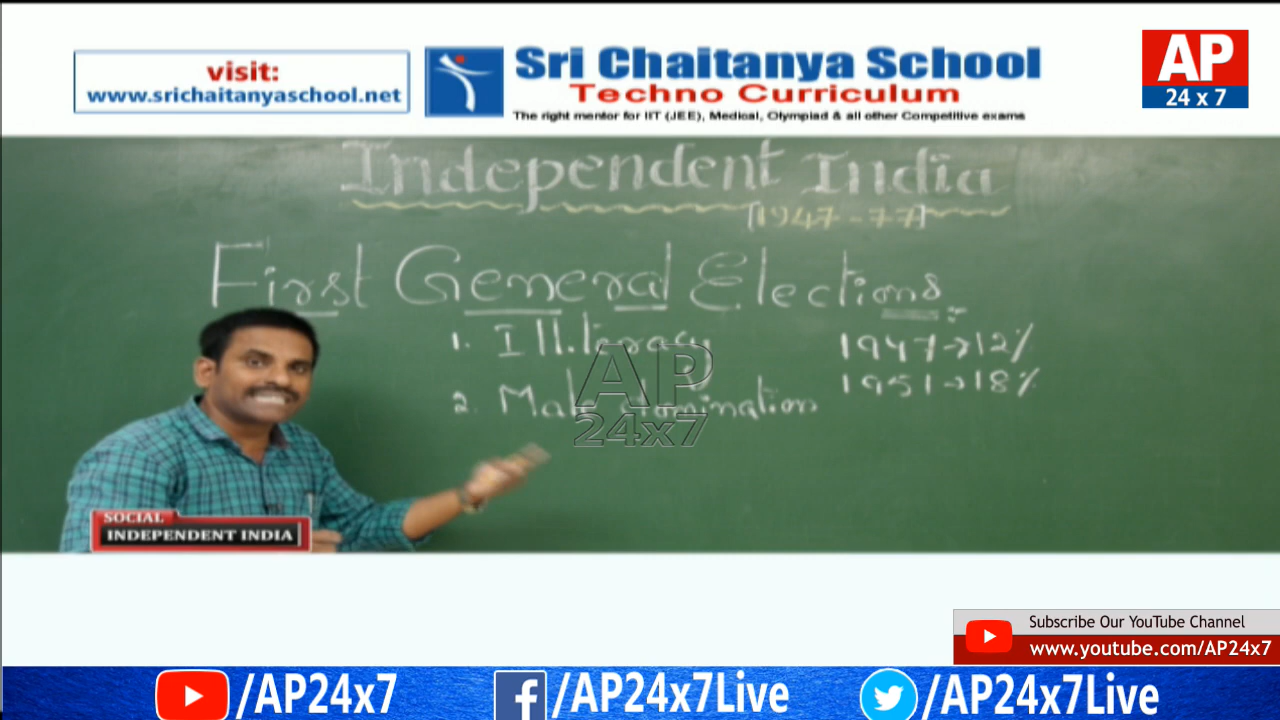 visit:
www.srichaitanyaschool.net
Sri Chaitanya School
Techno Curriculum
The right mentor for IIT (JEE), Medical, Olympiad & all other Competitive exams
AP
24 x 7
Independent India
[1947-77]
First General Elections:-
1. Illiteracy
1947→12%
1951→18%
2. Male domination
AP
24x7
SOCIAL
INDEPENDENT INDIA
Subscribe Our YouTube Channel
www.youtube.com/AP24x7
/AP24x7
/AP24x7Live
/AP24x7Live